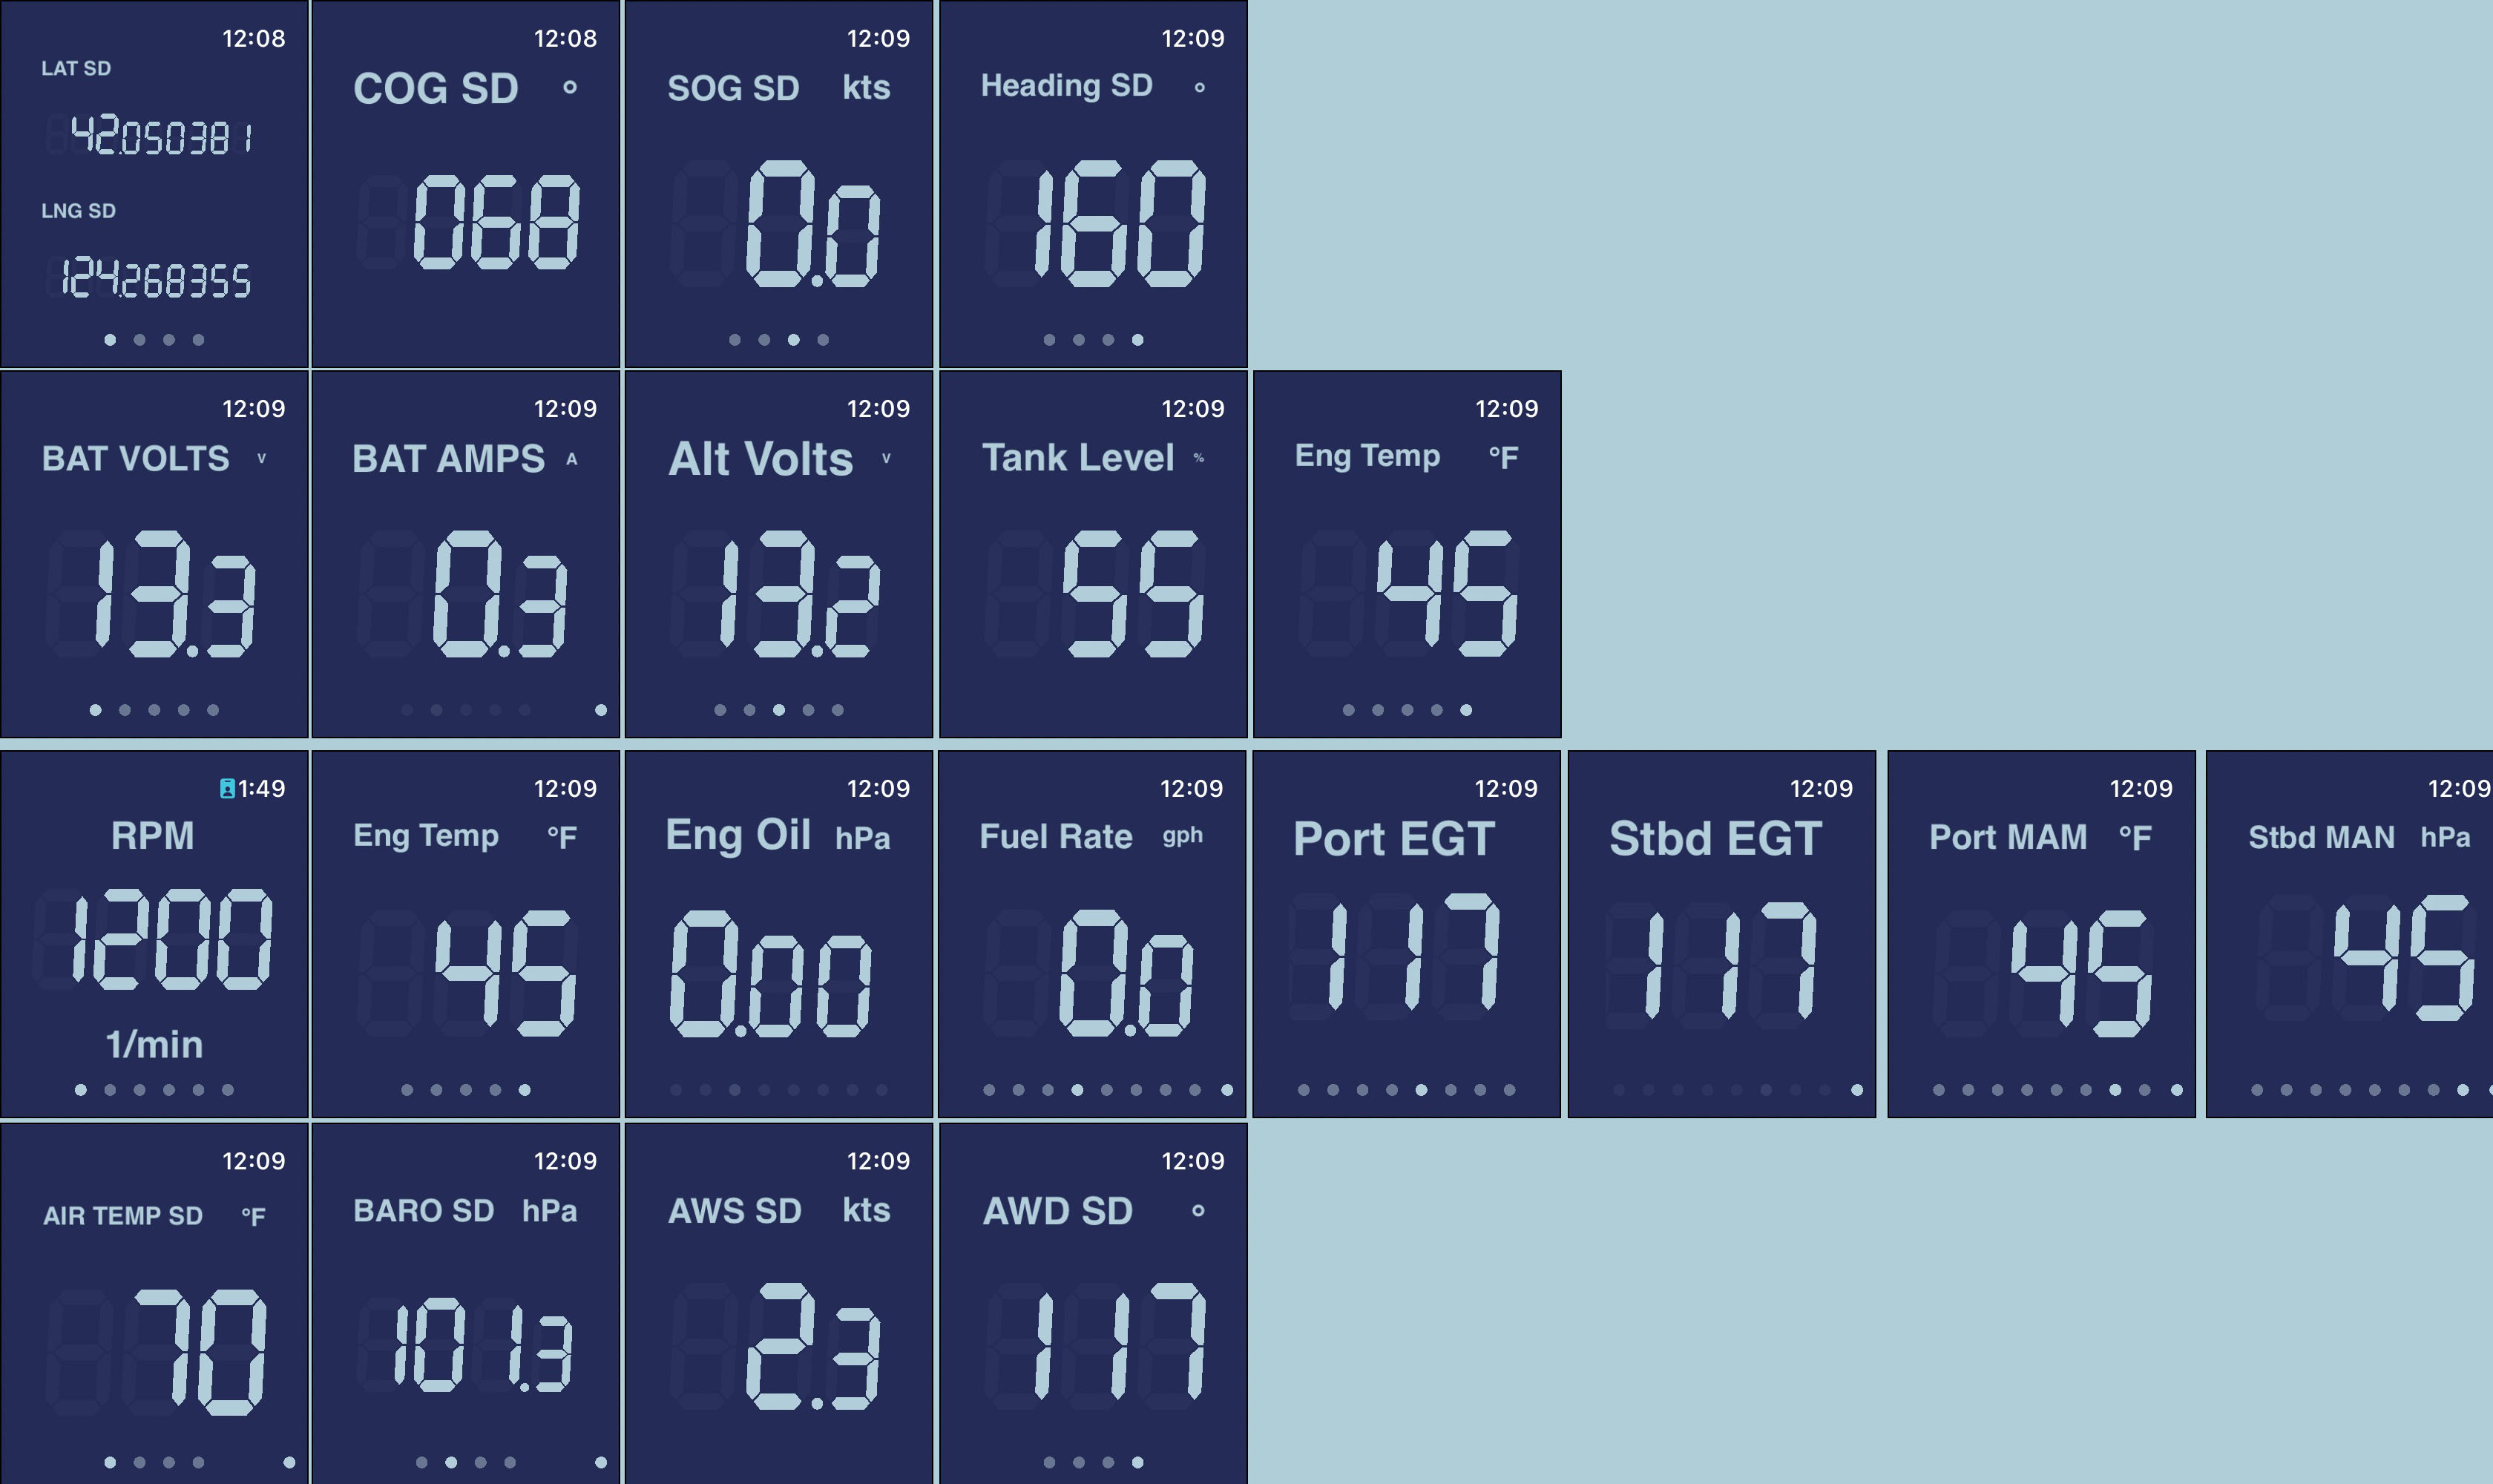 12:08
LAT SD
42.050381
LNG SD
124.268355
12:08
COG SD °
068
12:09
SOG SD kts
0.0
12:09
Heading SD °
160
12:09
BAT VOLTS V
13.3
12:09
BAT AMPS A
0.3
12:09
Alt Volts V
13.2
12:09
Tank Level %
55
12:09
Eng Temp °F
45
1:49
RPM
1200
1/min
12:09
Eng Temp °F
45
12:09
Eng Oil hPa
0.00
12:09
Fuel Rate gph
0.0
12:09
Port EGT
117
12:09
Stbd EGT
117
12:09
Port MAM °F
45
12:09
Stbd MAN hPa
45
12:09
AIR TEMP SD °F
70
12:09
BARO SD hPa
101.3
12:09
AWS SD kts
2.3
12:09
AWD SD °
117